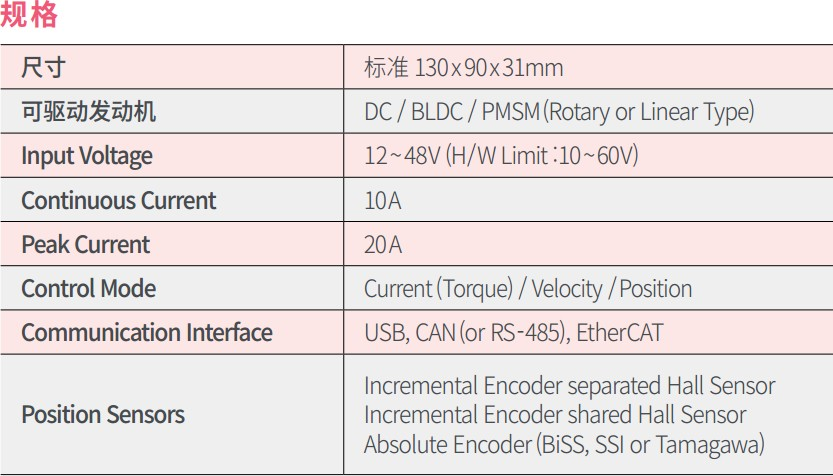 规格
尺寸 标准 130x90x31mm
可驱动发动机 DC / BLDC / PMSM(Rotary or Linear Type)
Input Voltage 12~48V (H/W Limit :10~60V)
Continuous Current 10A
Peak Current 20A
Control Mode Current(Torque) / Velocity /Position
Communication Interface USB, CAN(or RS-485), EtherCAT
Position Sensors Incremental Encoder separated Hall Sensor
Incremental Encoder shared Hall Sensor
Absolute Encoder(BiSS, SSI or Tamagawa)